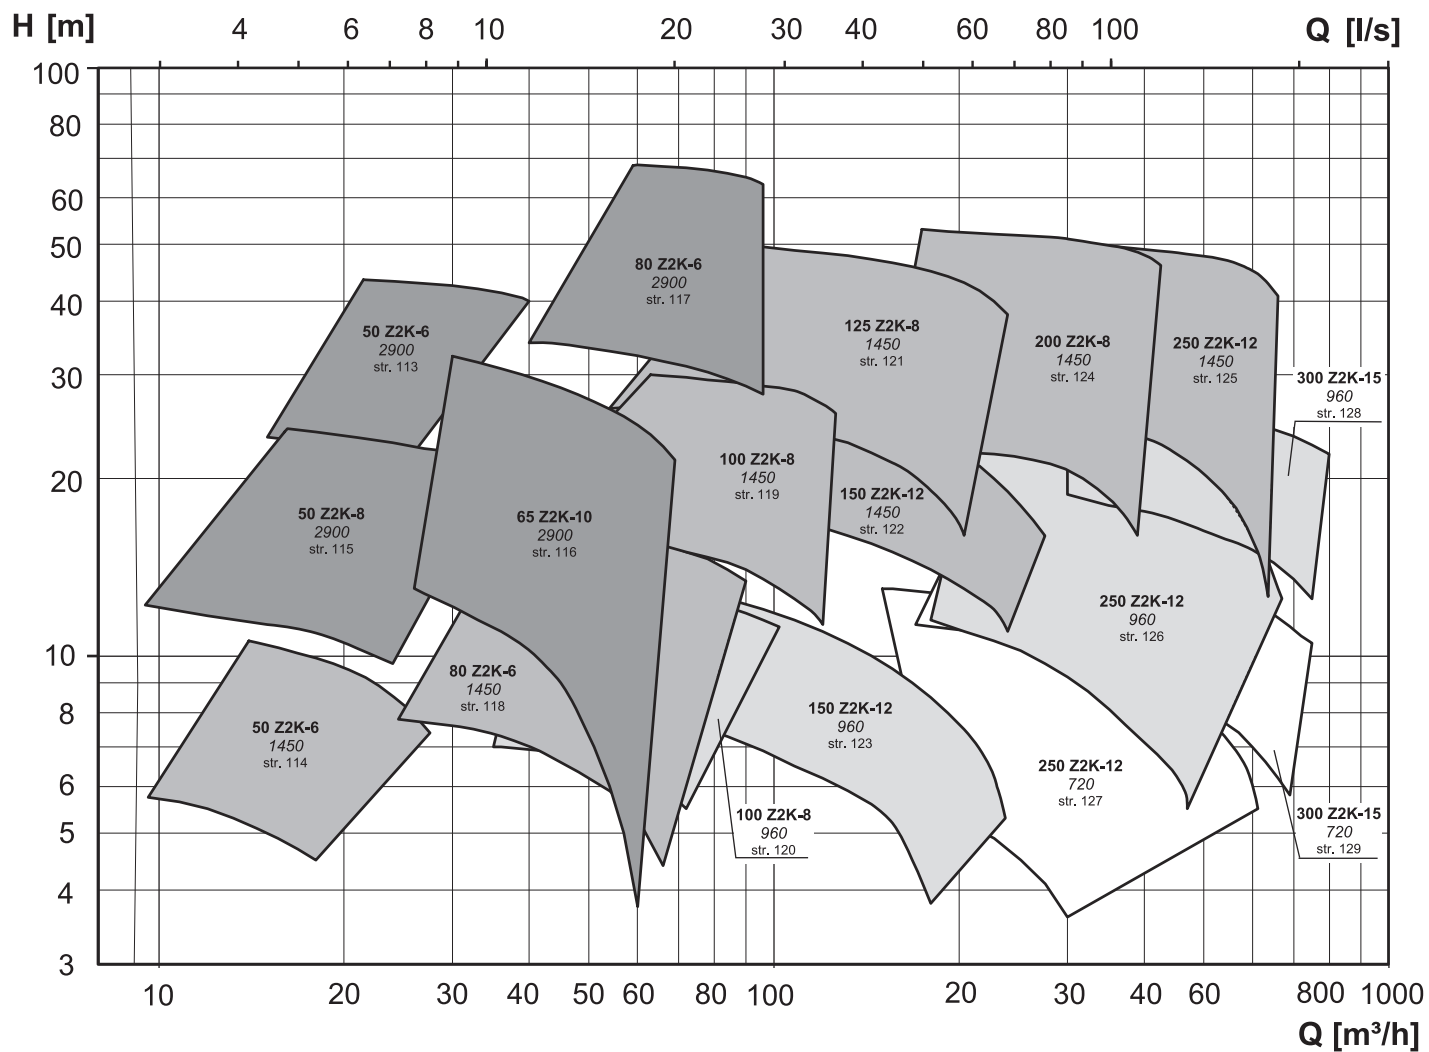 H [m]
4 6 8 10 20 30 40 60 80 100
Q [l/s]
100
80
60
50
40
30
20
10
8
6
5
4
3
80 Z2K-6
2900
str. 117
50 Z2K-6
2900
str. 113
125 Z2K-8
1450
str. 121
200 Z2K-8
1450
str. 124
250 Z2K-12
1450
str. 125
300 Z2K-15
960
str. 128
100 Z2K-8
1450
str. 119
150 Z2K-12
1450
str. 122
50 Z2K-8
2900
str. 115
65 Z2K-10
2900
str. 116
250 Z2K-12
960
str. 126
80 Z2K-6
1450
str. 118
50 Z2K-6
1450
str. 114
150 Z2K-12
960
str. 123
250 Z2K-12
720
str. 127
100 Z2K-8
960
str. 120
300 Z2K-15
720
str. 129
10 20 30 40 50 60 80 100 20 30 40 60 800 1000
Q [m³/h]